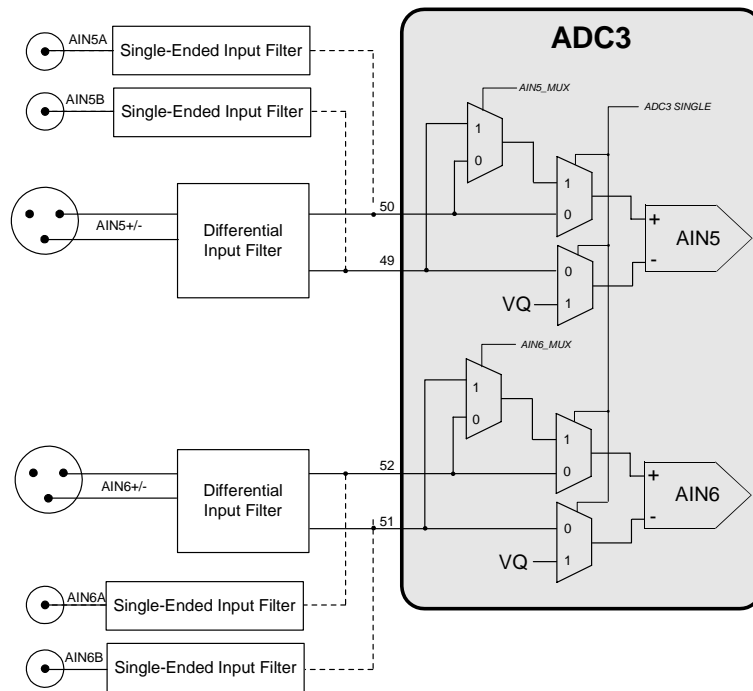 ADC3
AIN5A
Single-Ended Input Filter
AIN5B
Single-Ended Input Filter
AIN5_MUX
ADC3 SINGLE
1
0
1
0
AIN5+/-
Differential
Input Filter
50
49
+
-
AIN5
0
1
VQ
AIN6_MUX
1
0
1
0
AIN6+/-
Differential
Input Filter
52
51
+
-
AIN6
0
1
VQ
AIN6A
Single-Ended Input Filter
AIN6B
Single-Ended Input Filter